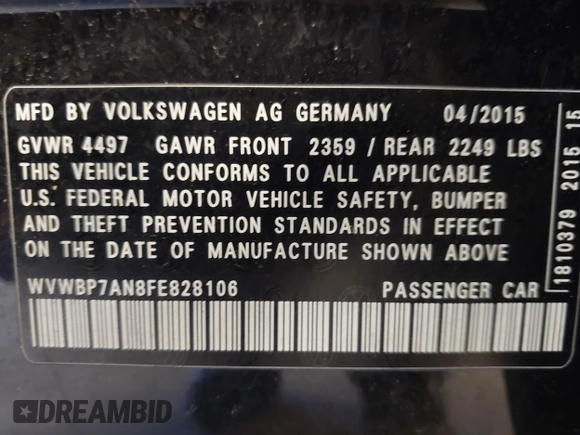 MFD BY VOLKSWAGEN AG GERMANY 04/2015
GVWR 4497 GAWR FRONT 2359 / REAR 2249 LBS
THIS VEHICLE CONFORMS TO ALL APPLICABLE
U.S. FEDERAL MOTOR VEHICLE SAFETY, BUMPER
AND THEFT PREVENTION STANDARDS IN EFFECT
ON THE DATE OF MANUFACTURE SHOWN ABOVE
WVWBP7AN8FE828106 PASSENGER CAR
1810379 2015 15
DREAMBID